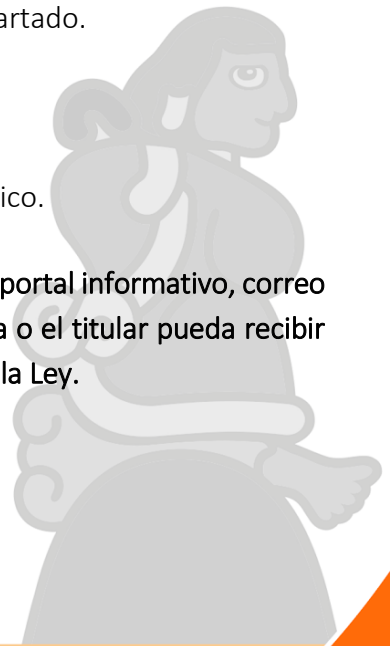 artado.
ico.
portal informativo, correo
a o el titular pueda recibir
la Ley.